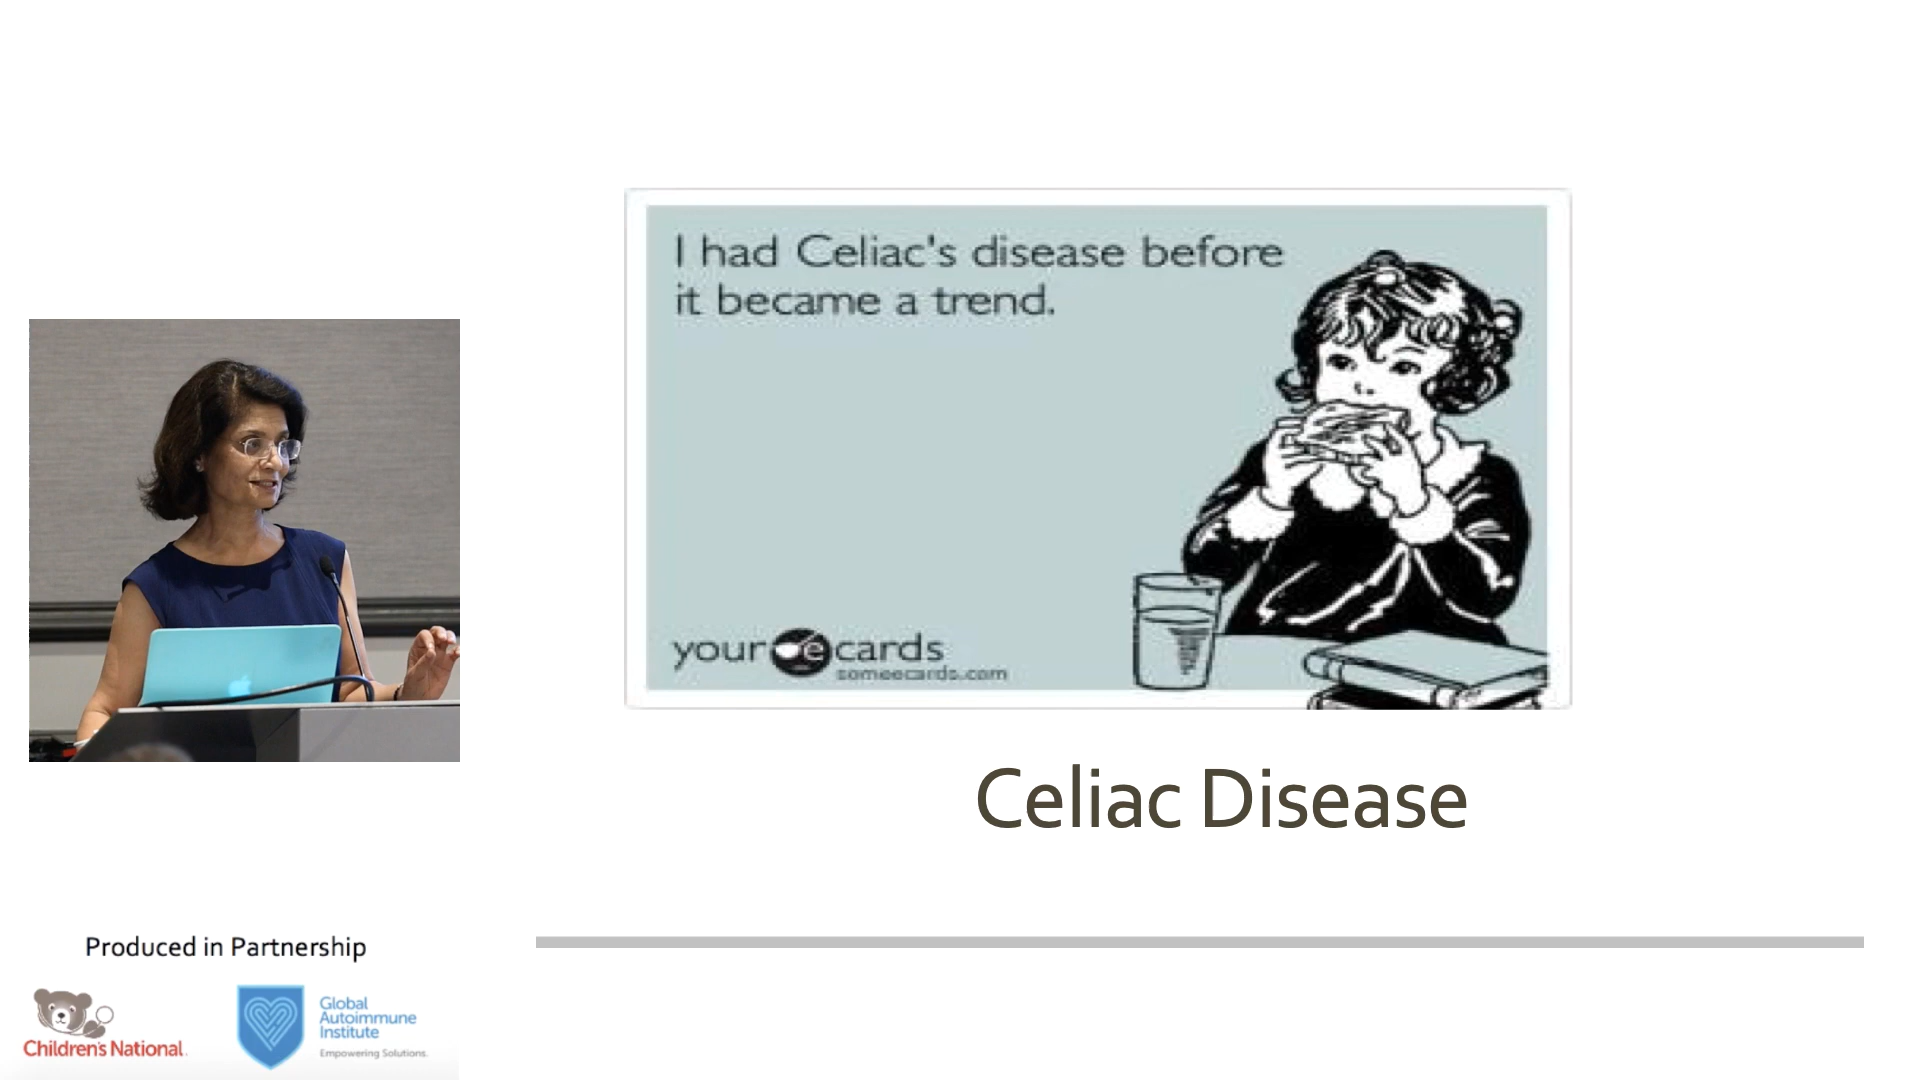 I had Celiac's disease before
it became a trend.
your e cards
someecards.com
Celiac Disease
Produced in Partnership
Children's National
Global
Autoimmune
Institute
Empowering Solutions.